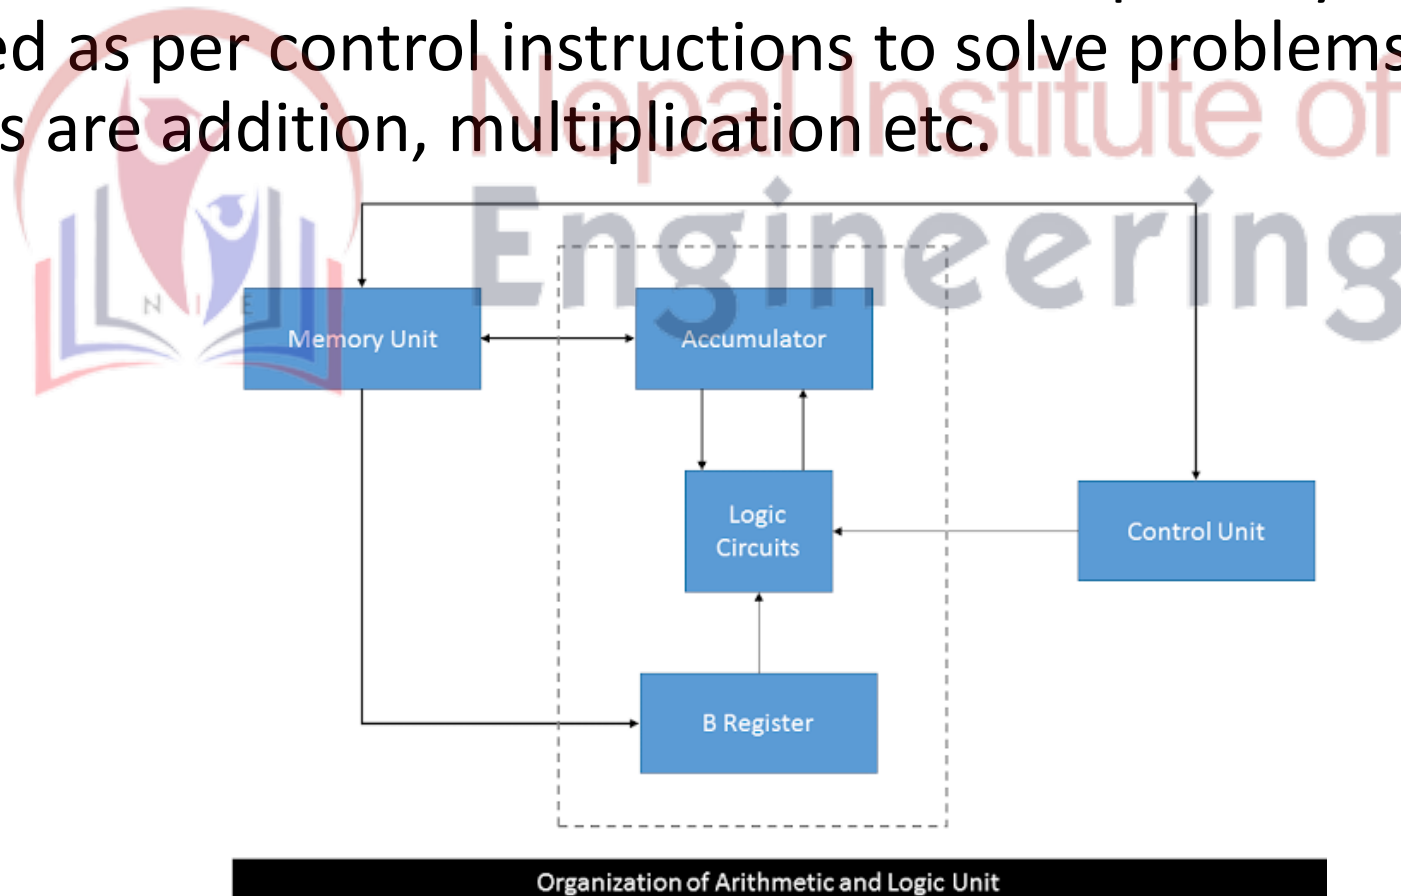 ed as per control instructions to solve problems
s are addition, multiplication etc.
Nepal Institute of
Engineering
N I E
Memory Unit
Accumulator
Logic
Circuits
Control Unit
B Register
Organization of Arithmetic and Logic Unit